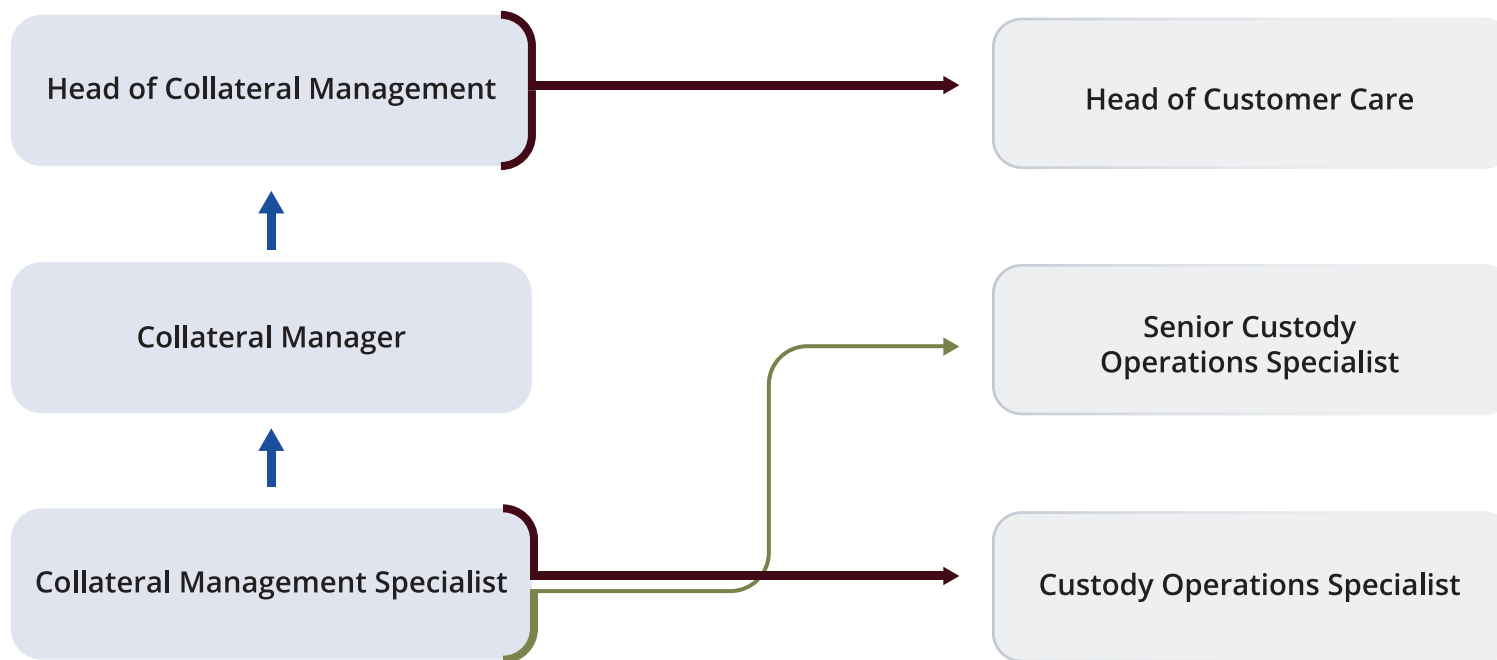 Head of Collateral Management
Head of Customer Care
Collateral Manager
Senior Custody
Operations Specialist
Collateral Management Specialist
Custody Operations Specialist